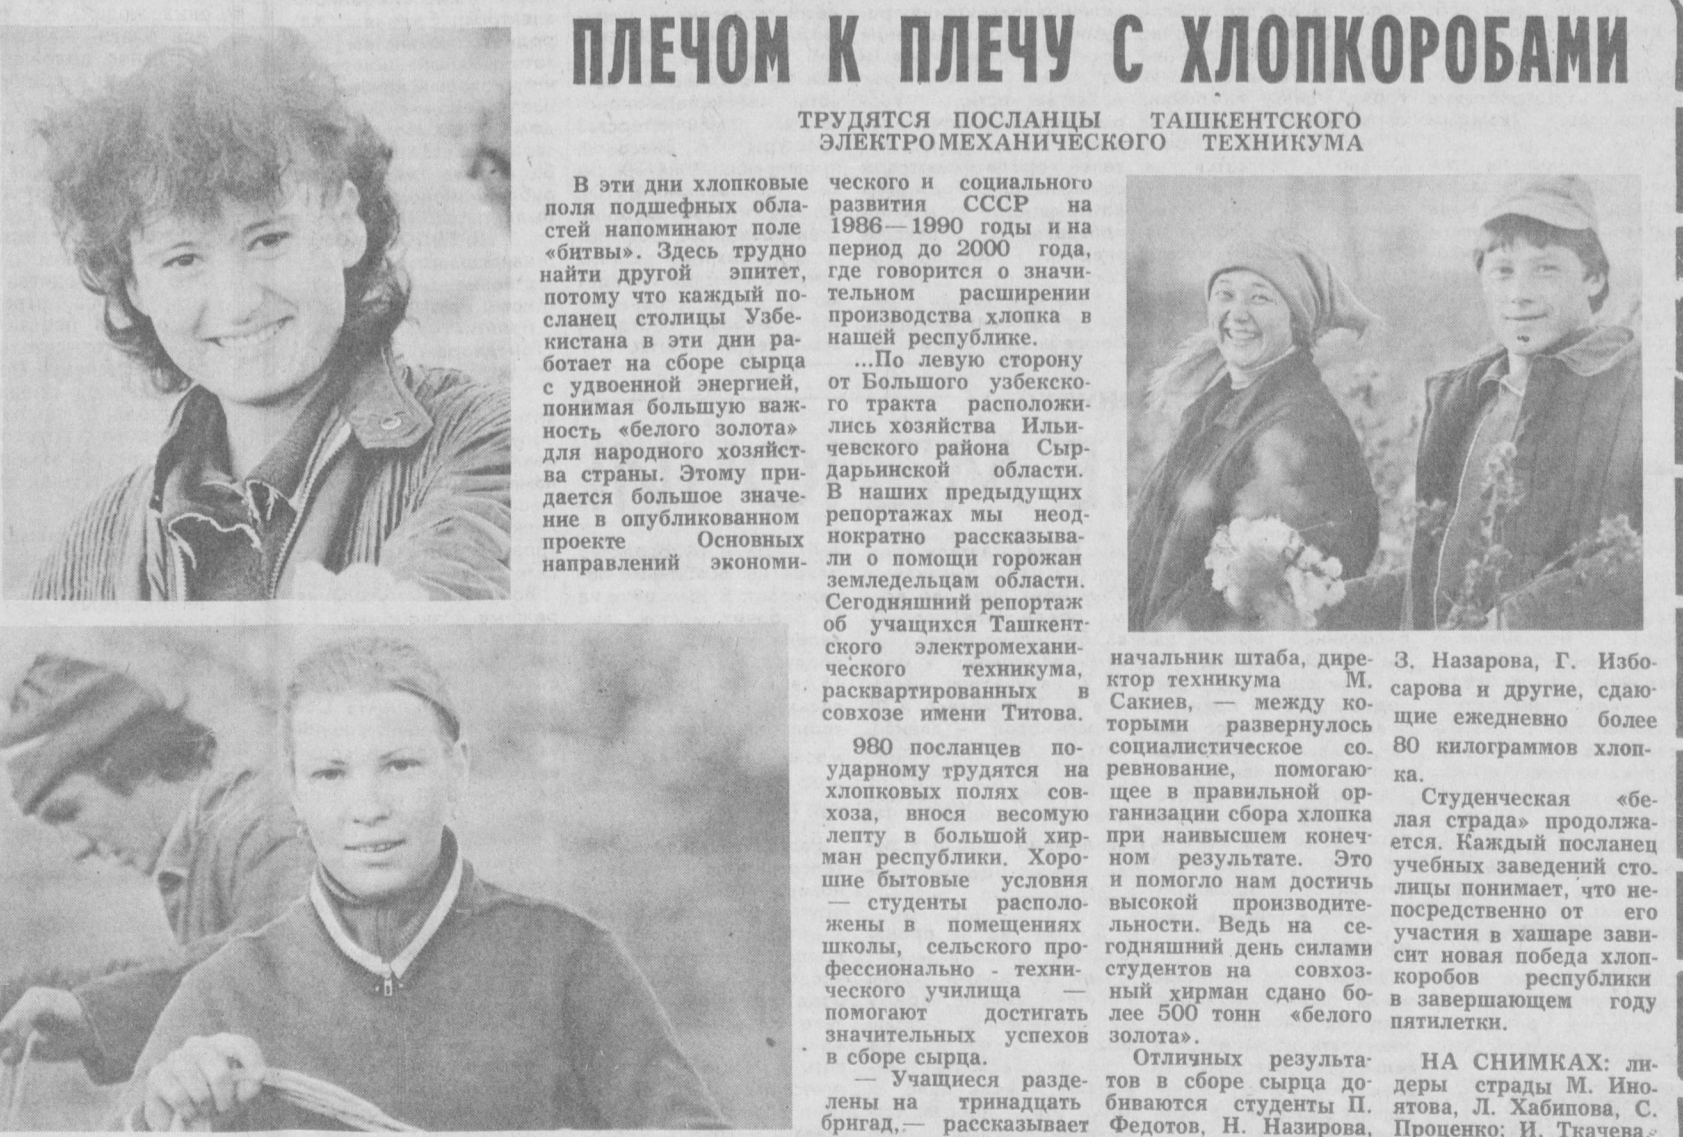 ПЛЕЧОМ К ПЛЕЧУ С ХЛОПКОРОБАМИ
ТРУДЯТСЯ ПОСЛАНЦЫ ТАШКЕНТСКОГО
ЭЛЕКТРОМЕХАНИЧЕСКОГО ТЕХНИКУМА
В эти дни хлопковые
поля подшефных обла-
стей напоминают поле
«битвы». Здесь трудно
найти другой эпитет,
потому что каждый по-
сланец столицы Узбе-
кистана в эти дни ра-
ботает на сборе сырца
с удвоенной энергией,
понимая большую важ-
ность «белого золота»
для народного хозяйст-
ва страны. Этому при-
дается большое значе-
ние в опубликованном
проекте Основных
направлений экономи-
ческого и социального
развития СССР на
1986—1990 годы и на
период до 2000 года,
где говорится о значи-
тельном расширении
производства хлопка в
нашей республике.
...По левую сторону
от Большого узбекско-
го тракта расположи-
лись хозяйства Ильи-
чевского района Сыр-
дарьинской области.
В наших предыдущих
репортажах мы неод-
нократно рассказыва-
ли о помощи горожан
земледельцам области.
Сегодняшний репортаж
об учащихся Ташкент-
ского электромехани-
ческого техникума,
расквартированных в
совхозе имени Титова.
980 посланцев по-
ударному трудятся на
хлопковых полях сов-
хоза, внося весомую
лепту в большой хир-
ман республики. Хоро-
шие бытовые условия
— студенты располо-
жены в помещениях
школы, сельского про-
фессионально - техни-
ческого училища —
помогают достигать
значительных успехов
в сборе сырца.
— Учащиеся разде-
лены на тринадцать
бригад,— рассказывает
начальник штаба, дире-
ктор техникума М.
Сакиев, — между ко-
торыми развернулось
социалистическое со-
ревнование, помогаю-
щее в правильной ор-
ганизации сбора хлопка
при наивысшем конеч-
ном результате. Это
и помогло нам достичь
высокой производите-
льности. Ведь на се-
годняшний день силами
студентов на совхоз-
ный хирман сдано бо-
лее 500 тонн «белого
золота».
Отличных результа-
тов в сборе сырца до-
биваются студенты П.
Федотов, Н. Назирова,
З. Назарова, Г. Избо-
сарова и другие, сдаю-
щие ежедневно более
80 килограммов хлоп-
ка.
Студенческая «бе-
лая страда» продолжа-
ется. Каждый посланец
учебных заведений сто-
лицы понимает, что не-
посредственно от его
участия в хашаре зави-
сит новая победа хлоп-
коробов республики
в завершающем году
пятилетки.
НА СНИМКАХ: ли-
деры страды М. Ино-
ятова, Л. Хабипова, С.
Проценко; И. Ткачева